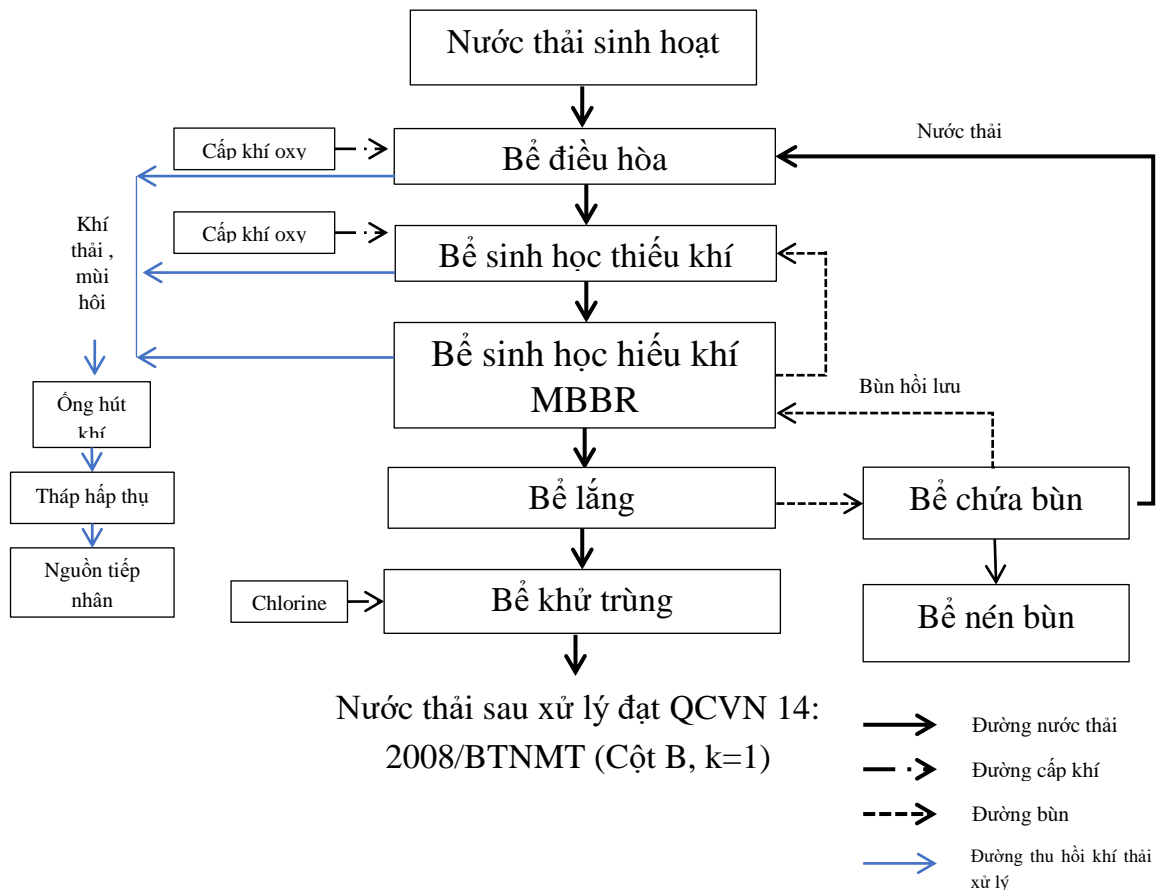 Nước thải sinh hoạt
Nước thải
Cấp khí oxy
Bể điều hòa
Khí
thải ,
mùi
hôi
Cấp khí oxy
Bể sinh học thiếu khí
Bể sinh học hiếu khí
MBBR
Bùn hồi lưu
Ống hút
khí
Tháp hấp thụ
Bể lắng
Bể chứa bùn
Nguồn tiếp
nhân
Chlorine
Bể khử trùng
Bể nén bùn
Nước thải sau xử lý đạt QCVN 14:
2008/BTNMT (Cột B, k=1)
Đường nước thải
Đường cấp khí
Đường bùn
Đường thu hồi khí thải
xử lý